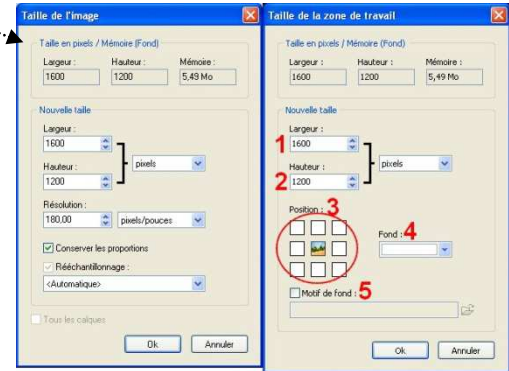 Taille de l'image
Taille en pixels / Mémoire (Fond)
Largeur : Hauteur : Mémoire :
1600 1200 5,49 Mo
Nouvelle taille
Largeur :
1600
pixels
Hauteur :
1200
Résolution :
180,00 pixels/pouces
Conserver les proportions
Rééchantillonnage :
<Automatique>
Tous les calques
Ok Annuler
Taille de la zone de travail
Taille en pixels / Mémoire (Fond)
Largeur : Hauteur : Mémoire :
1600 1200 5,49 Mo
Nouvelle taille
Largeur :
1 1600
pixels
Hauteur :
2 1200
Position : 3
Fond : 4
Motif de fond : 5
Ok Annuler